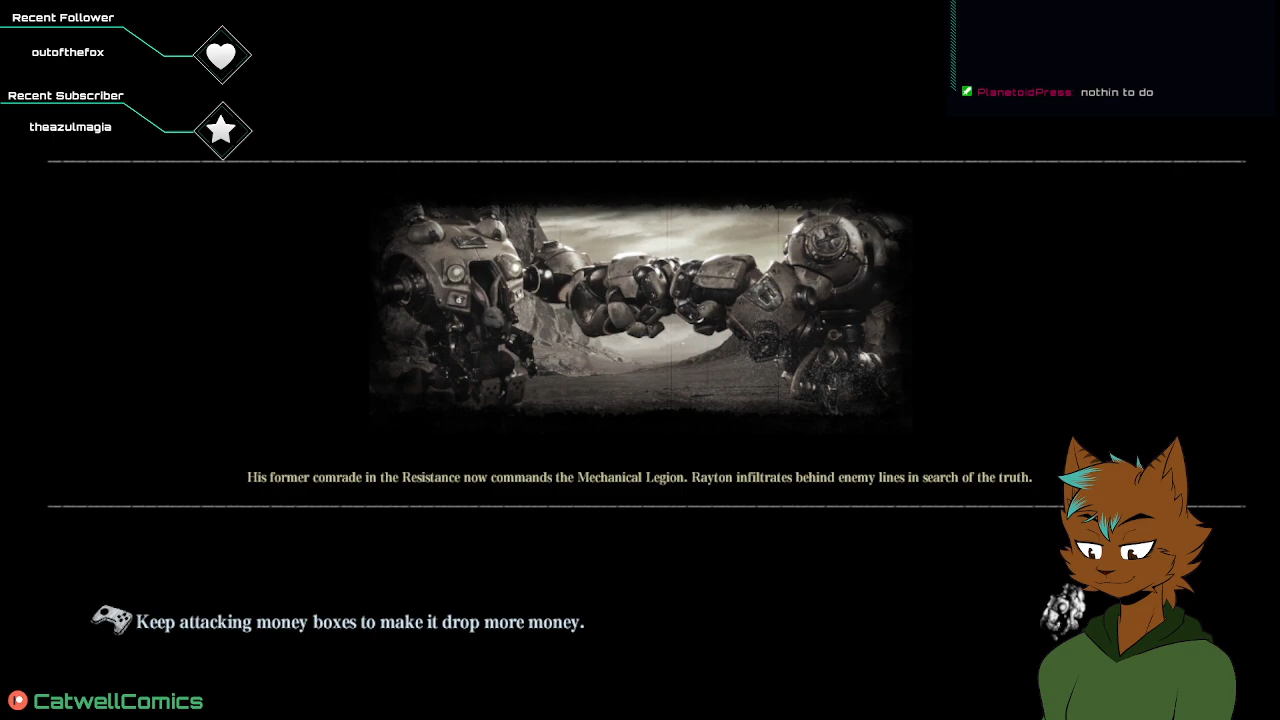 Recent Follower
outofthefox
Recent Subscriber
theazulmagia
PlanetoidPress: nothin to do
His former comrade in the Resistance now commands the Mechanical Legion. Rayton infiltrates behind enemy lines in search of the truth.
Keep attacking money boxes to make it drop more money.
CatwellComics